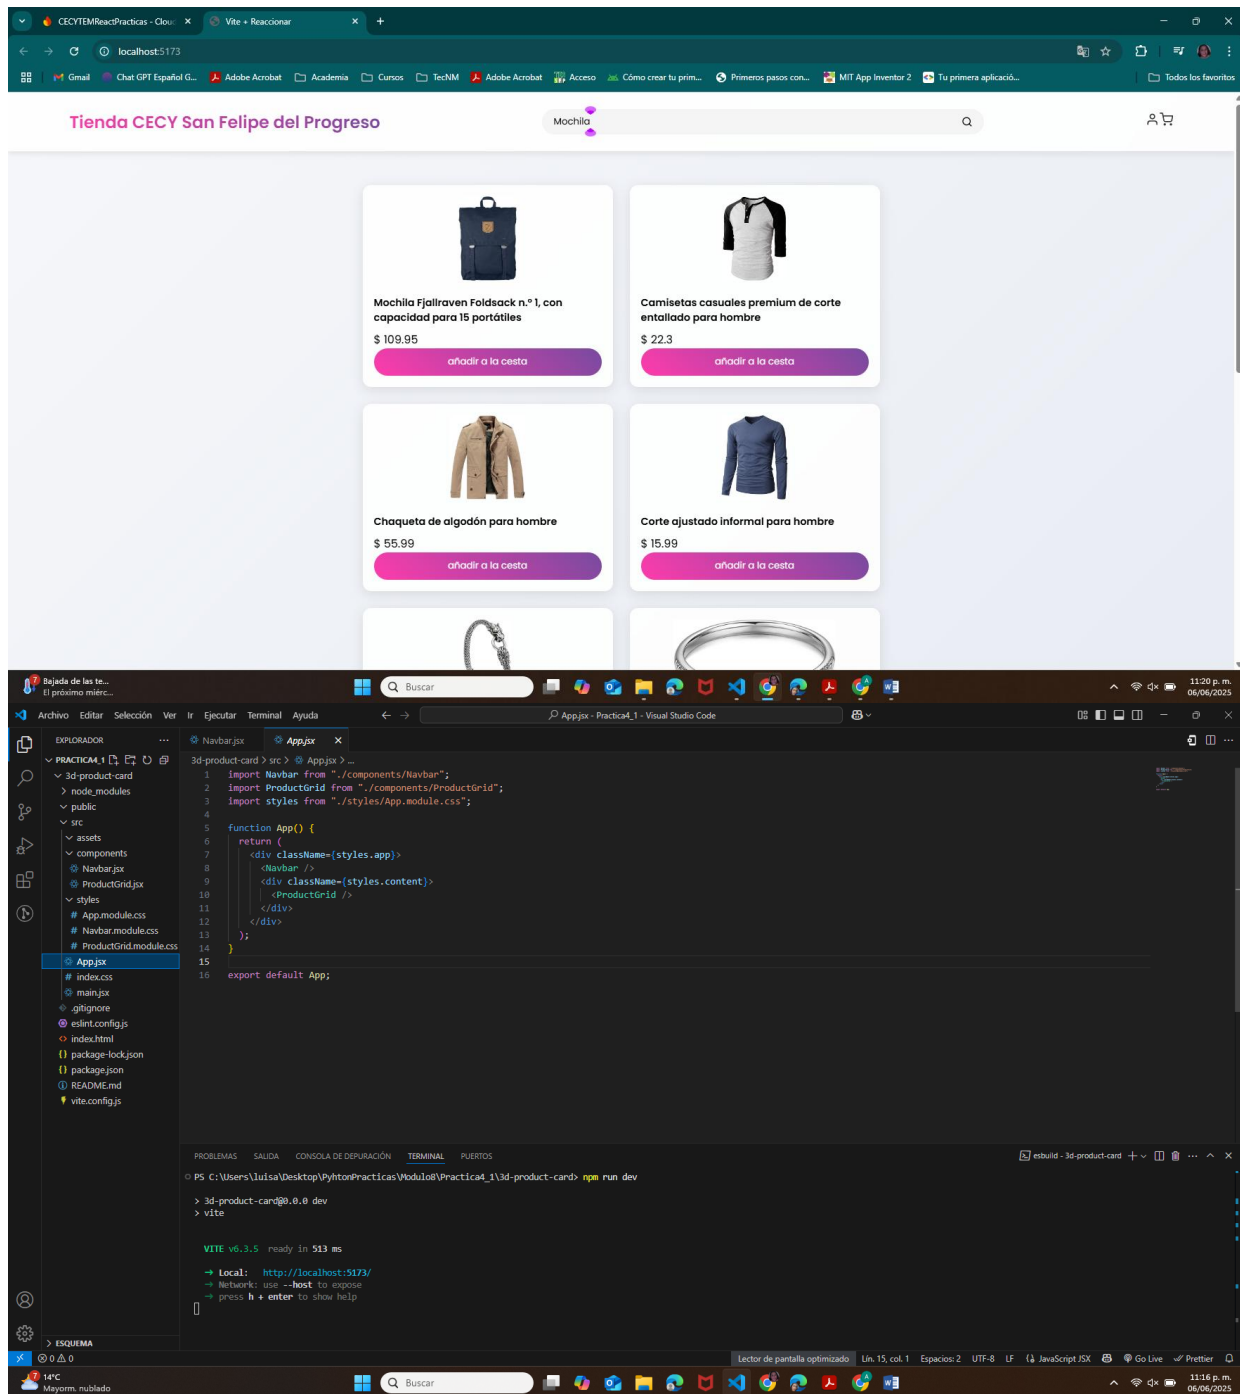 CECYTEMReactPracticas - Clou
Vite + Reaccionar
localhost:5173
Gmail
Chat GPT Español G...
Adobe Acrobat
Academia
Cursos
TecNM
Adobe Acrobat
Acceso
Cómo crear tu prim...
Primeros pasos con...
MIT App Inventor 2
Tu primera aplicació...
Todos los favoritos
Tienda CECY San Felipe del Progreso
Mochila
Mochila Fjallraven Foldsack n.º 1, con
capacidad para 15 portátiles
$ 109.95
añadir a la cesta
Camisetas casuales premium de corte
entallado para hombre
$ 22.3
añadir a la cesta
Chaqueta de algodón para hombre
$ 55.99
añadir a la cesta
Corte ajustado informal para hombre
$ 15.99
añadir a la cesta
7
Bajada de las te...
El próximo miérc...
Buscar
11:20 p. m.
06/06/2025
Archivo Editar Selección Ver Ir Ejecutar Terminal Ayuda
App.jsx - Practica4_1 - Visual Studio Code
EXPLORADOR
PRACTICA4_1
3d-product-card
node_modules
public
src
assets
components
Navbar.jsx
ProductGrid.jsx
styles
# App.module.css
# Navbar.module.css
# ProductGrid.module.css
App.jsx
# index.css
main.jsx
.gitignore
eslint.config.js
<> index.html
{} package-lock.json
{} package.json
README.md
vite.config.js
> ESQUEMA
Navbar.jsx
App.jsx
3d-product-card > src > App.jsx > ...
1 import Navbar from "./components/Navbar";
2 import ProductGrid from "./components/ProductGrid";
3 import styles from "./styles/App.module.css";
4
5 function App() {
6 return (
7 <div className={styles.app}>
8 <Navbar />
9 <div className={styles.content}>
10 <ProductGrid />
11 </div>
12 </div>
13 );
14 }
15
16 export default App;
PROBLEMAS SALIDA CONSOLA DE DEPURACIÓN TERMINAL PUERTOS
esbuild - 3d-product-card
PS C:\Users\luisa\Desktop\PyhtonPracticas\Modulo8\Practica4_1\3d-product-card> npm run dev
> 3d-product-card@0.0.0 dev
> vite
VITE v6.3.5 ready in 513 ms
➜ Local: http://localhost:5173/
➜ Network: use --host to expose
➜ press h + enter to show help
0 0
Lector de pantalla optimizado Lín. 15, col. 1 Espacios: 2 UTF-8 LF JavaScript JSX Go Live Prettier
7
14°C
Mayorm. nublado
Buscar
11:16 p. m.
06/06/2025